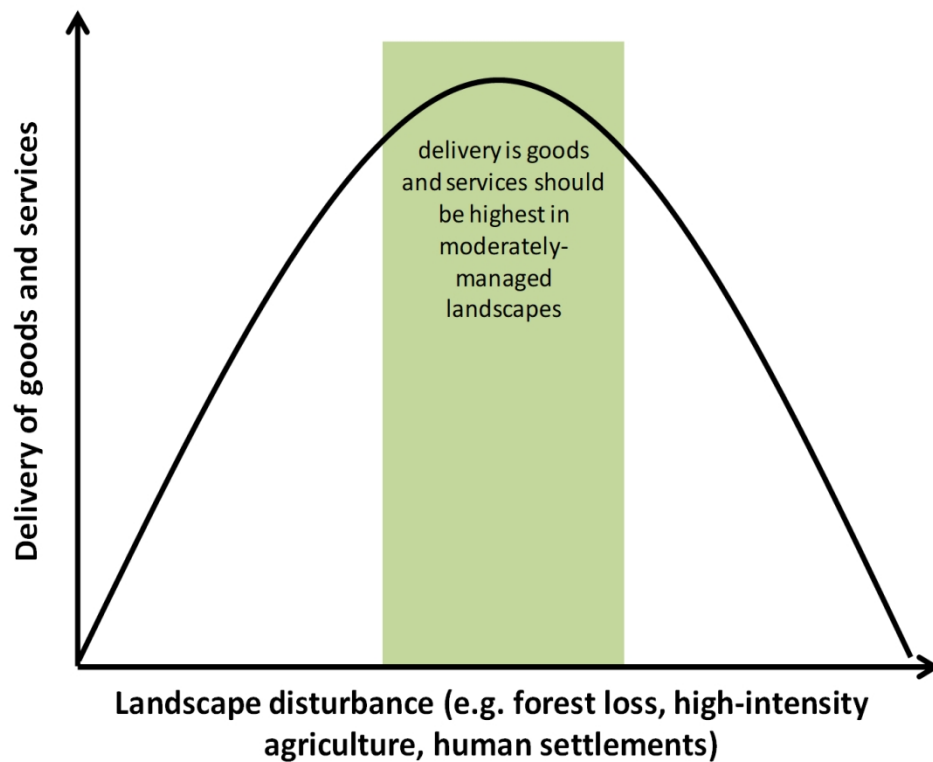 Delivery of goods and services
delivery is goods
and services should
be highest in
moderately-
managed
landscapes
Landscape disturbance (e.g. forest loss, high-intensity
agriculture, human settlements)